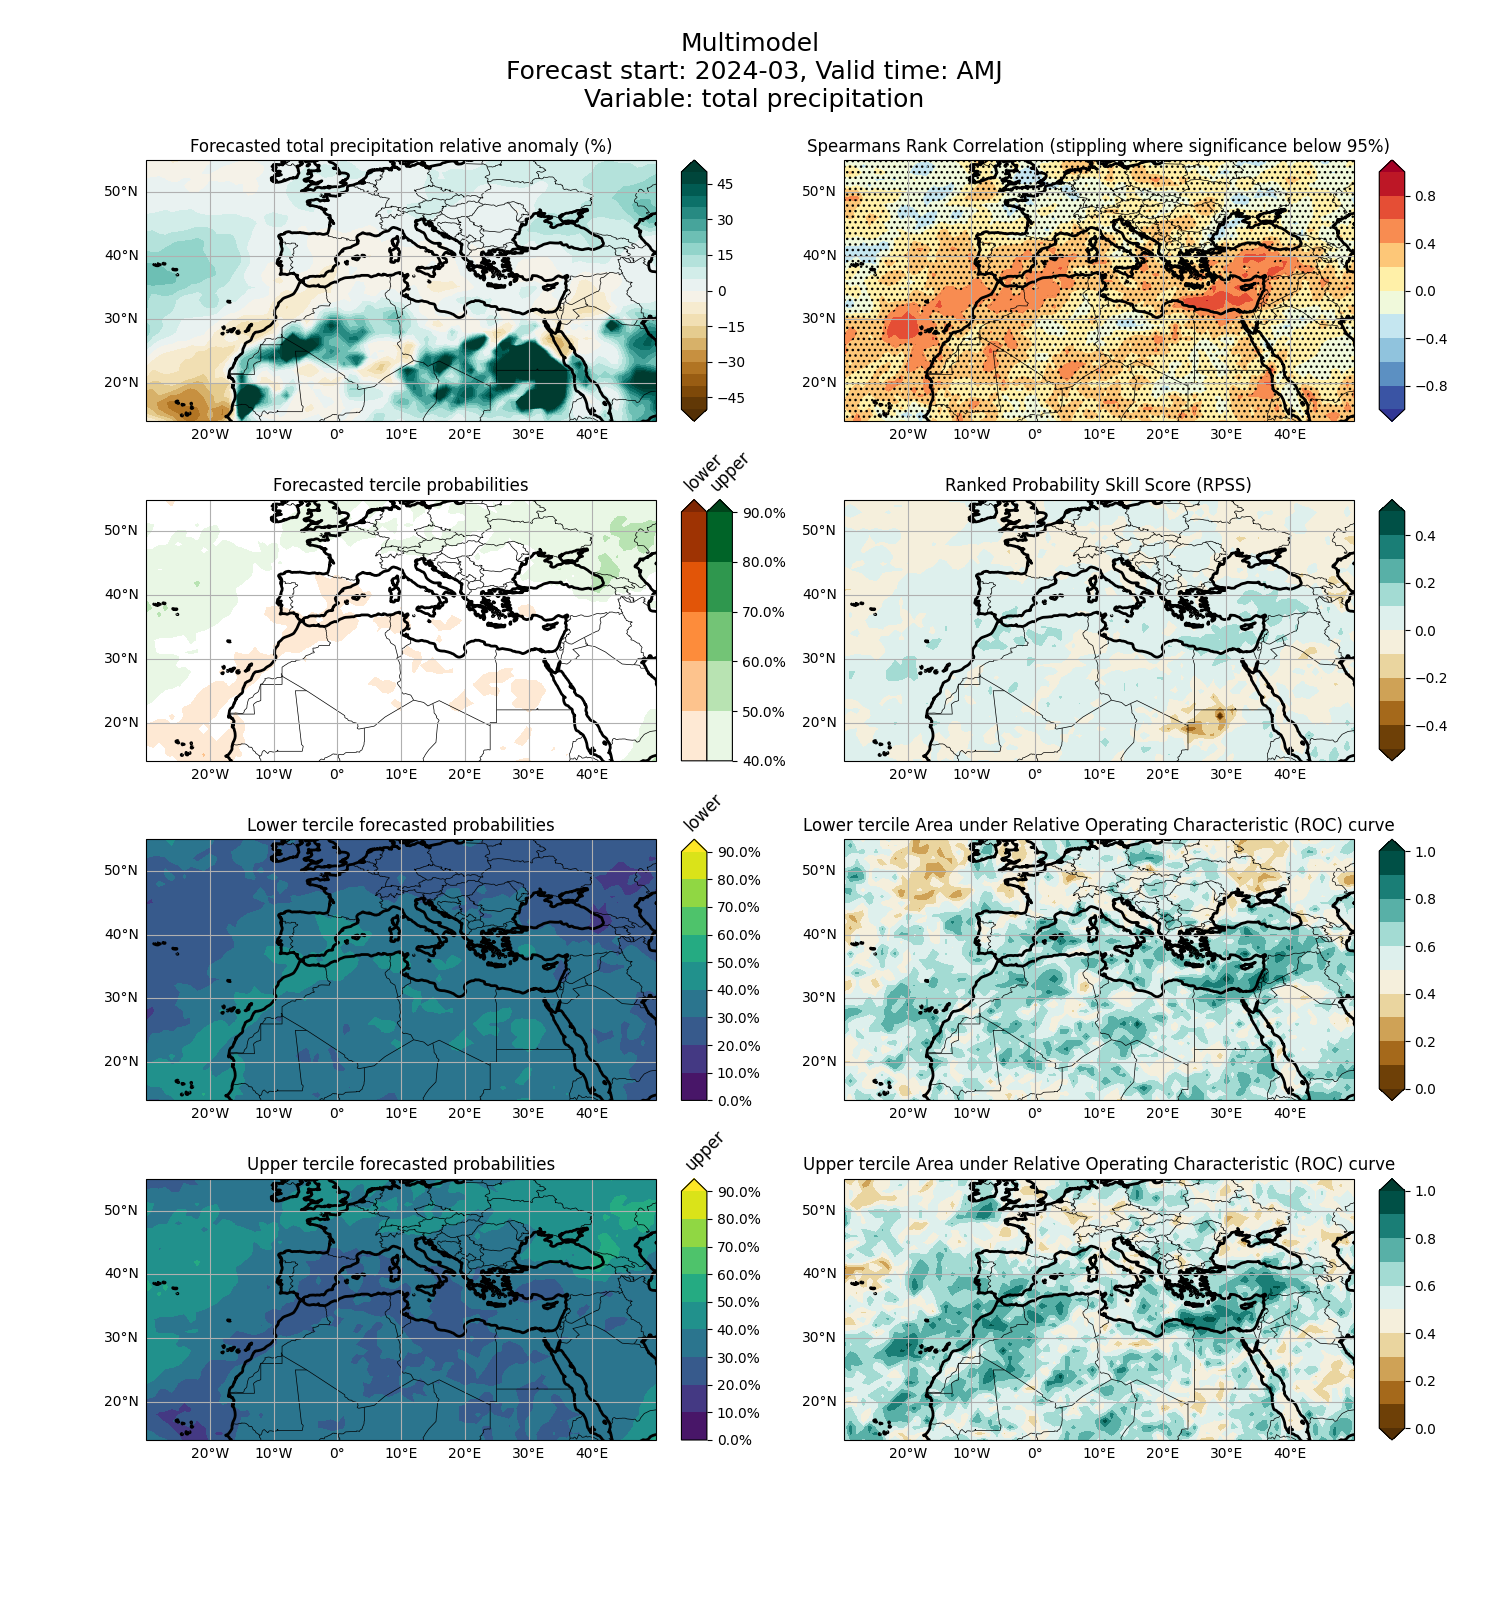 Multimodel
Forecast start: 2024-03, Valid time: AMJ
Variable: total precipitation
Forecasted total precipitation relative anomaly (%)
50°N
40°N
30°N
20°N
20°W 10°W 0° 10°E 20°E 30°E 40°E
45
30
15
0
−15
−30
−45
Spearmans Rank Correlation (stippling where significance below 95%)
50°N
40°N
30°N
20°N
20°W 10°W 0° 10°E 20°E 30°E 40°E
0.8
0.4
0.0
−0.4
−0.8
Forecasted tercile probabilities
50°N
40°N
30°N
20°N
20°W 10°W 0° 10°E 20°E 30°E 40°E
lower
upper
90.0%
80.0%
70.0%
60.0%
50.0%
40.0%
Ranked Probability Skill Score (RPSS)
50°N
40°N
30°N
20°N
20°W 10°W 0° 10°E 20°E 30°E 40°E
0.4
0.2
0.0
−0.2
−0.4
Lower tercile forecasted probabilities
50°N
40°N
30°N
20°N
20°W 10°W 0° 10°E 20°E 30°E 40°E
lower
90.0%
80.0%
70.0%
60.0%
50.0%
40.0%
30.0%
20.0%
10.0%
0.0%
Lower tercile Area under Relative Operating Characteristic (ROC) curve
50°N
40°N
30°N
20°N
20°W 10°W 0° 10°E 20°E 30°E 40°E
1.0
0.8
0.6
0.4
0.2
0.0
Upper tercile forecasted probabilities
50°N
40°N
30°N
20°N
20°W 10°W 0° 10°E 20°E 30°E 40°E
upper
90.0%
80.0%
70.0%
60.0%
50.0%
40.0%
30.0%
20.0%
10.0%
0.0%
Upper tercile Area under Relative Operating Characteristic (ROC) curve
50°N
40°N
30°N
20°N
20°W 10°W 0° 10°E 20°E 30°E 40°E
1.0
0.8
0.6
0.4
0.2
0.0